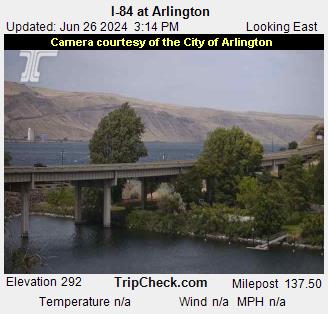 I-84 at Arlington
Updated: Jun 26 2024 3:14 PM Looking East
Camera courtesy of the City of Arlington
Elevation 292 TripCheck.com Milepost 137.50
Temperature n/a Wind n/a MPH n/a